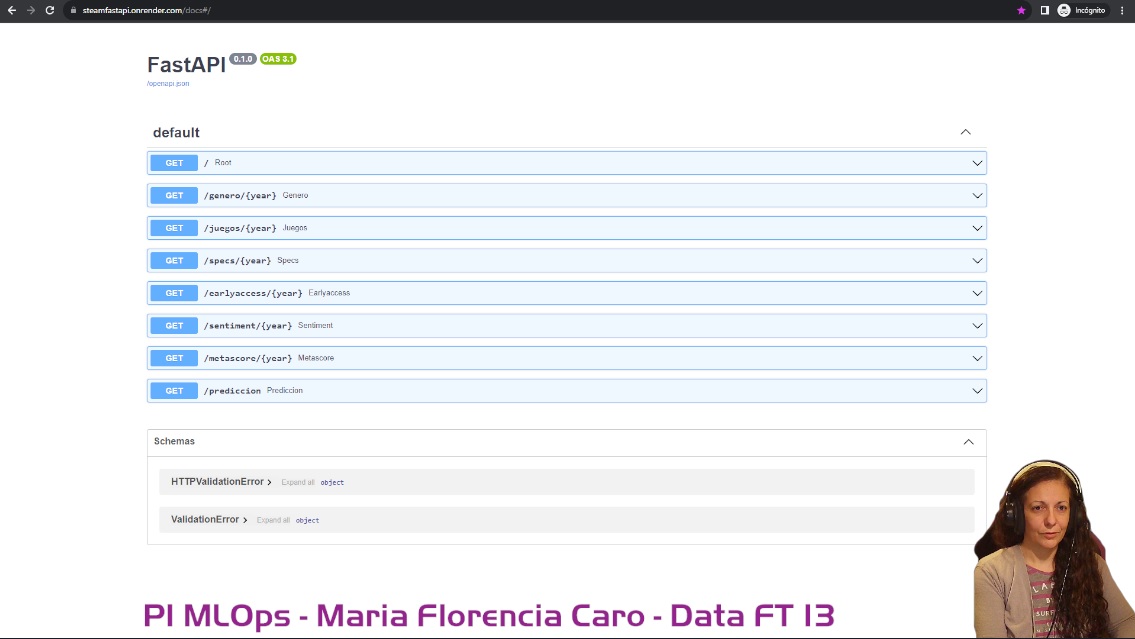 steamfastapi.onrender.com/docs#/
Incógnito
FastAPI 0.1.0 OAS 3.1
/openapi.json
default
GET / Root
GET /genero/{year} Genero
GET /juegos/{year} Juegos
GET /specs/{year} Specs
GET /earlyaccess/{year} Earlyaccess
GET /sentiment/{year} Sentiment
GET /metascore/{year} Metascore
GET /prediccion Prediccion
Schemas
HTTPValidationError > Expand all object
ValidationError > Expand all object
PI MLOps - Maria Florencia Caro - Data FT 13